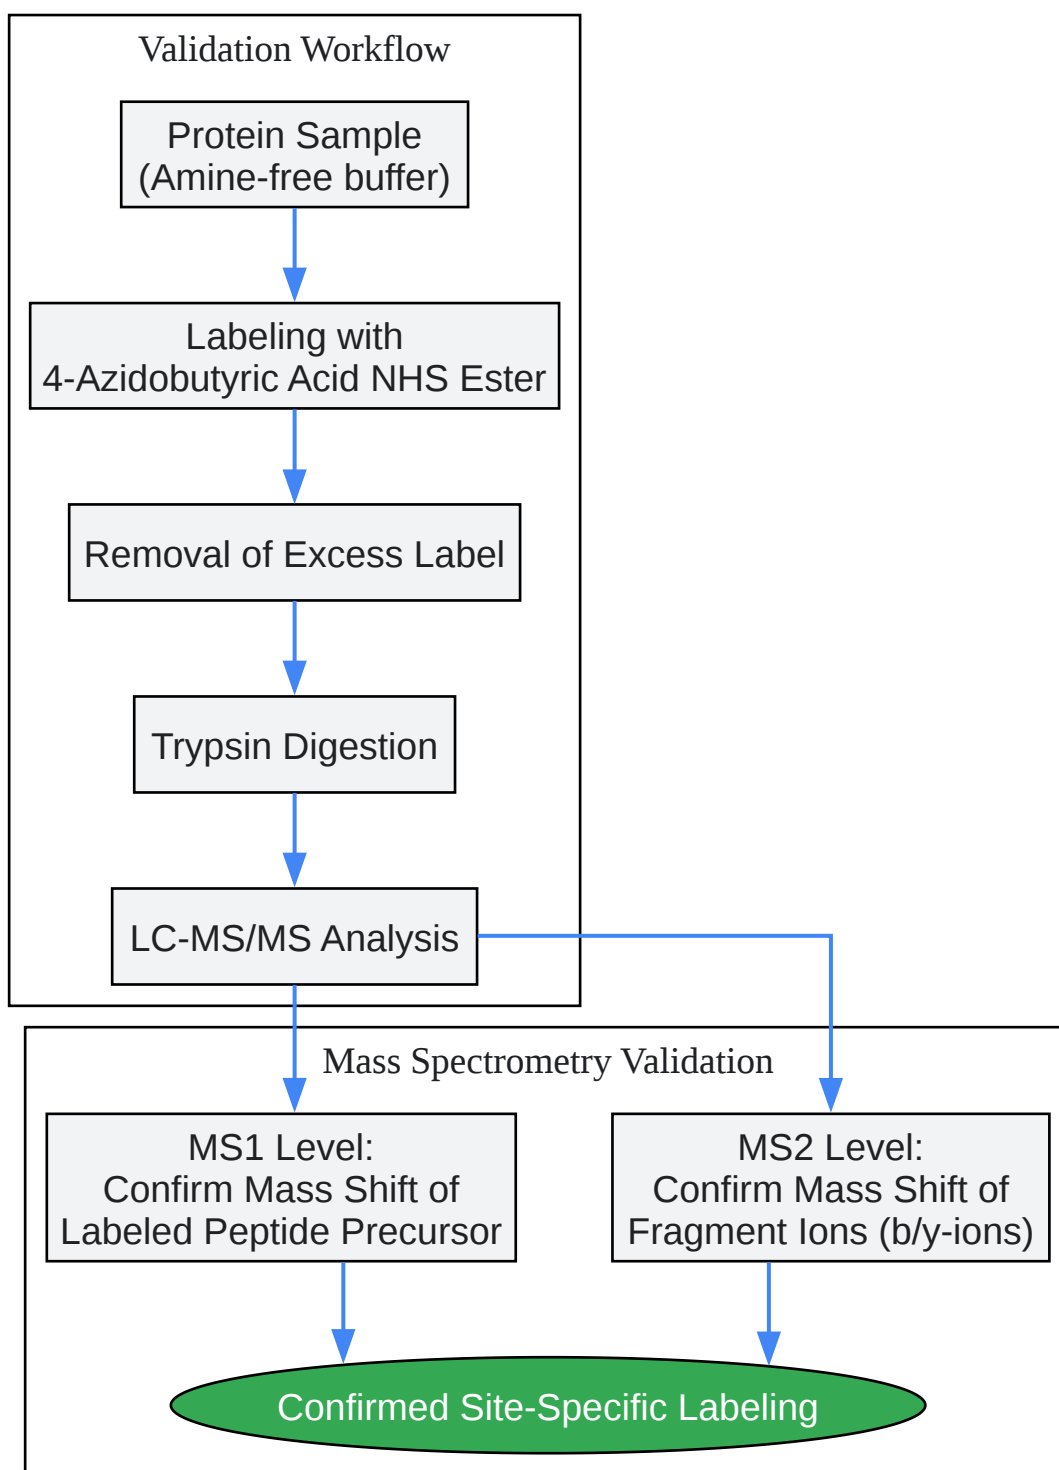 Validation Workflow
Protein Sample
(Amine-free buffer)
Labeling with
4-Azidobutyric Acid NHS Ester
Removal of Excess Label
Trypsin Digestion
LC-MS/MS Analysis
Mass Spectrometry Validation
MS1 Level:
Confirm Mass Shift of
Labeled Peptide Precursor
MS2 Level:
Confirm Mass Shift of
Fragment Ions (b/y-ions)
Confirmed Site-Specific Labeling